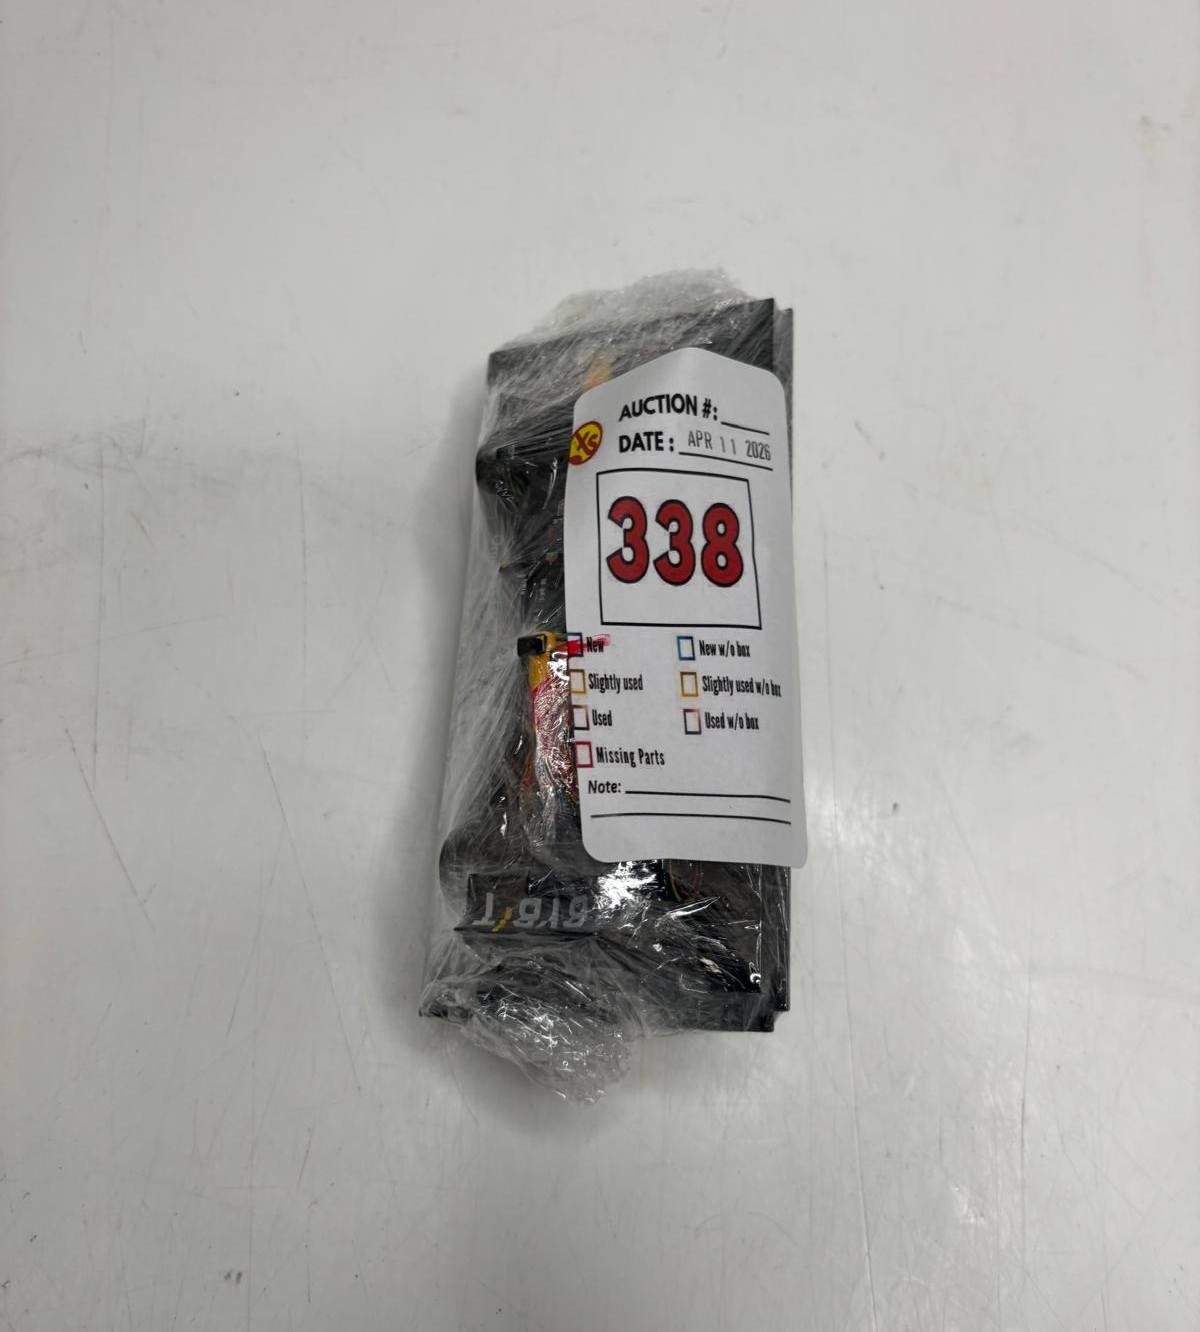 AUCTION #:
XS
DATE: APR 11 2026
338
New
New w/o box
Slightly used
Slightly used w/o box
Used
Used w/o box
Missing Parts
Note: